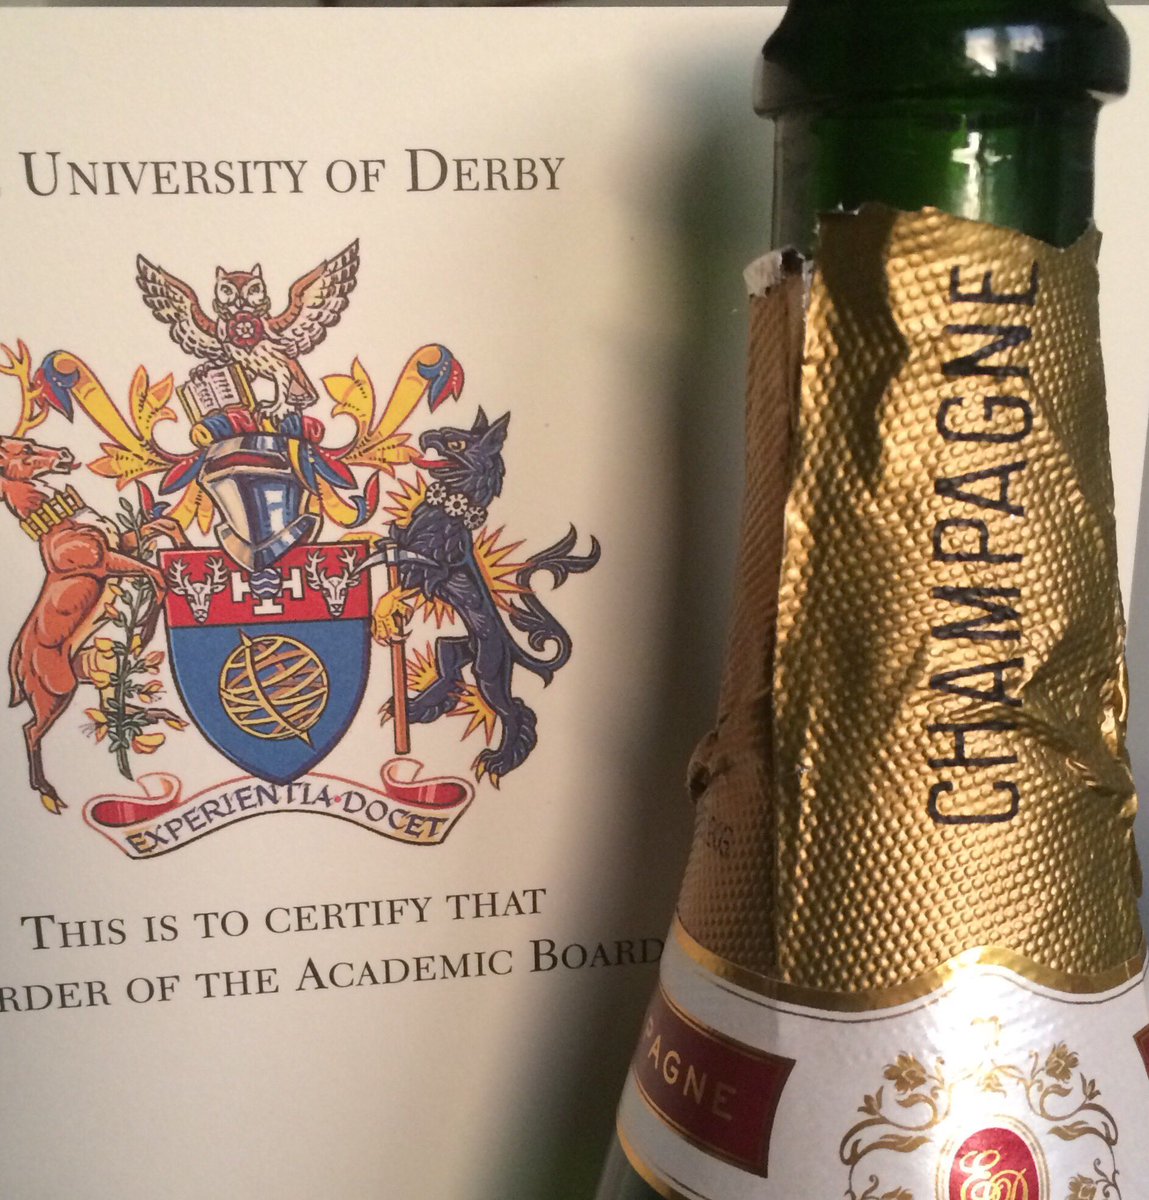 UNIVERSITY OF DERBY
EXPERIENTIA·DOCET
THIS IS TO CERTIFY THAT
RDER OF THE ACADEMIC BOARD
CHAMPAGNE
PAGNE